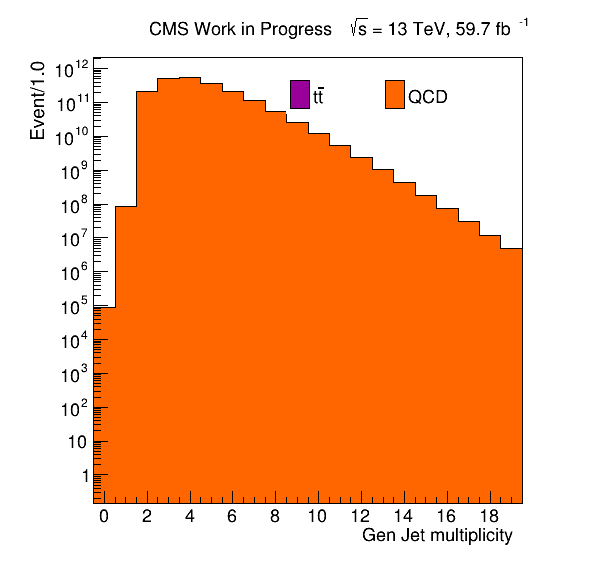 CMS Work in Progress √s = 13 TeV, 59.7 fb⁻¹
Event/1.0
tt̄ QCD
10¹²
10¹¹
10¹⁰
10⁹
10⁸
10⁷
10⁶
10⁵
10⁴
10³
10²
10
1
0 2 4 6 8 10 12 14 16 18
Gen Jet multiplicity